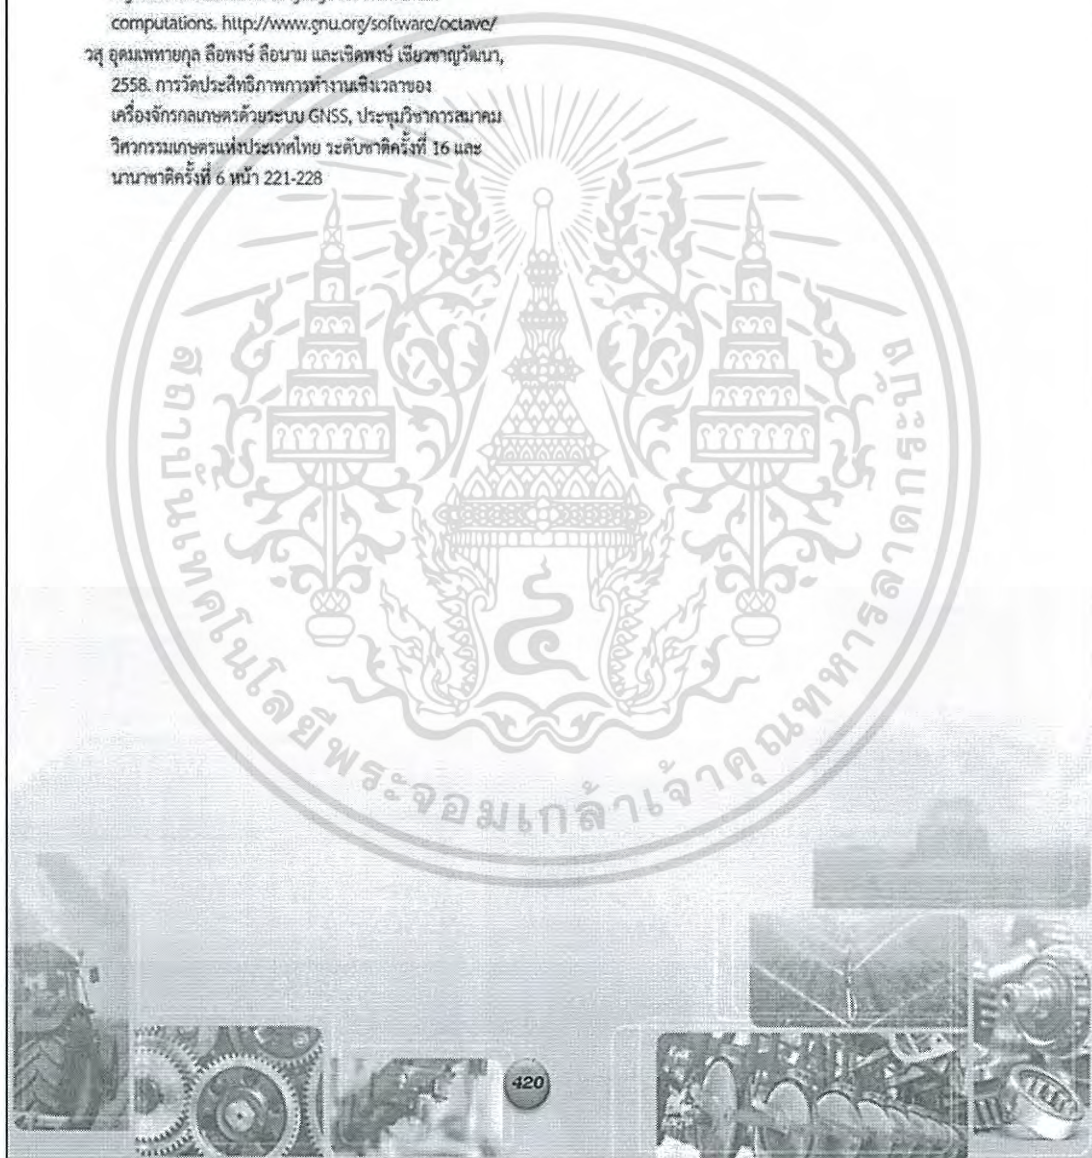 computations. http://www.gnu.org/software/octave/
วสุ อุดมเพทายกุล ลือพงษ์ ลือนาม และเชิดพงษ์ เชี่ยวชาญวัฒนา,
2558. การวัดประสิทธิภาพการทำงานเชิงเวลาของ
เครื่องจักรกลเกษตรด้วยระบบ GNSS, ประชุมวิชาการสมาคม
วิศวกรรมเกษตรแห่งประเทศไทย ระดับชาติครั้งที่ 16 และ
นานาชาติครั้งที่ 6 หน้า 221-228
สถาบันเทคโนโลยีพระจอมเกล้าเจ้าคุณทหารลาดกระบัง
420